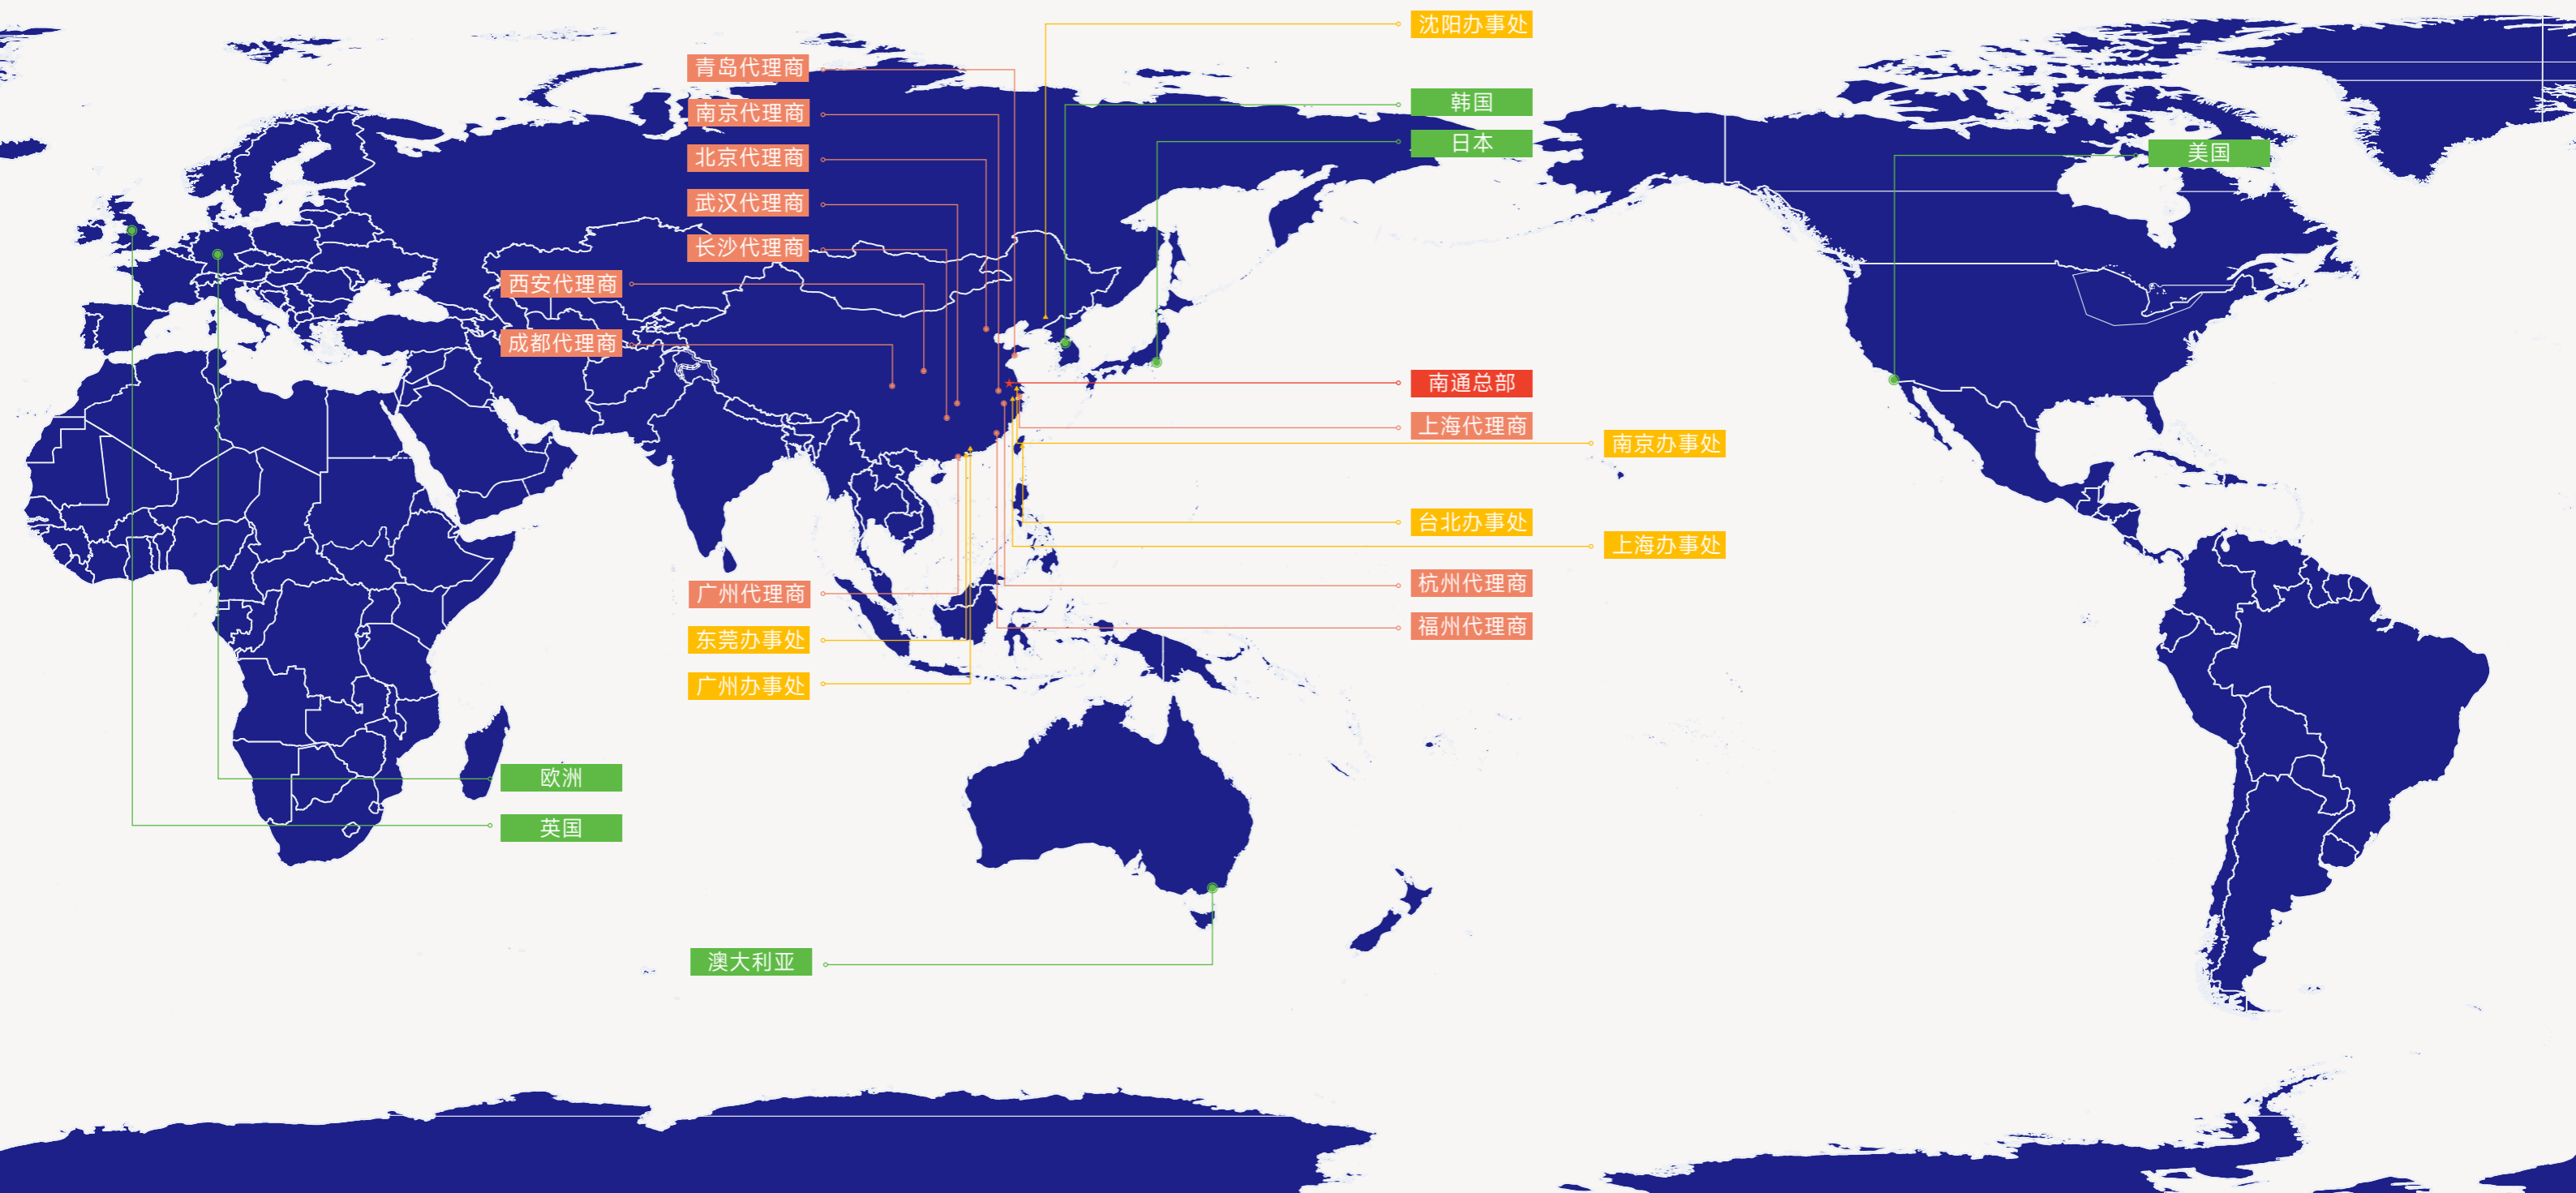 沈阳办事处
青岛代理商
韩国
南京代理商
日本
美国
北京代理商
武汉代理商
长沙代理商
西安代理商
成都代理商
南通总部
上海代理商
南京办事处
台北办事处
上海办事处
广州代理商
杭州代理商
东莞办事处
福州代理商
广州办事处
欧洲
英国
澳大利亚